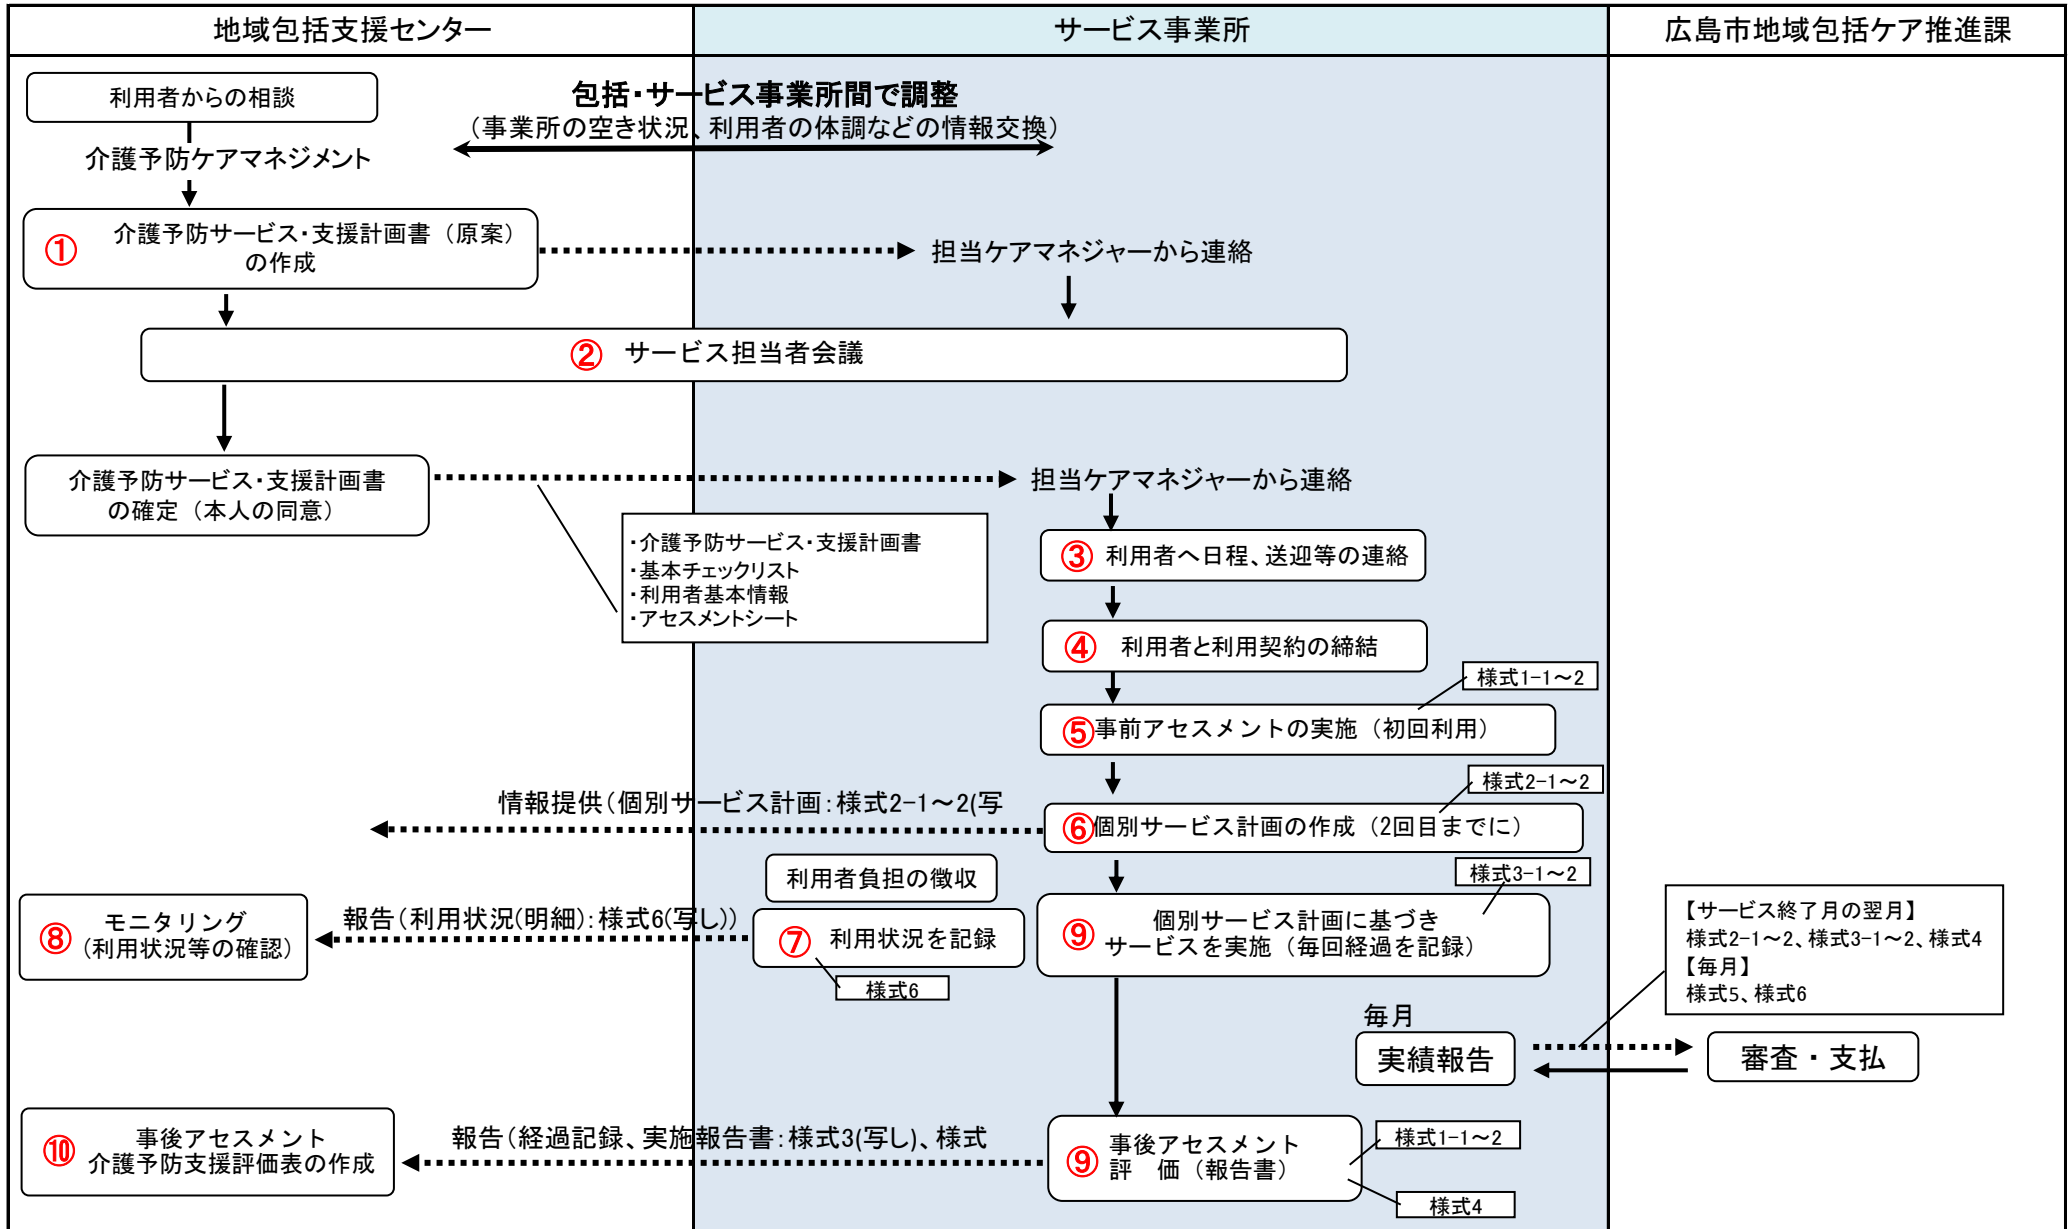 地域包括支援センター
サービス事業所
広島市地域包括ケア推進課
利用者からの相談
包括・サービス事業所間で調整
（事業所の空き状況、利用者の体調などの情報交換）
介護予防ケアマネジメント
① 介護予防サービス・支援計画書（原案）
の作成
担当ケアマネジャーから連絡
② サービス担当者会議
介護予防サービス・支援計画書
の確定（本人の同意）
担当ケアマネジャーから連絡
・介護予防サービス・支援計画書
・基本チェックリスト
・利用者基本情報
・アセスメントシート
③ 利用者へ日程、送迎等の連絡
④ 利用者と利用契約の締結
様式1-1～2
⑤ 事前アセスメントの実施（初回利用）
様式2-1～2
情報提供（個別サービス計画：様式2-1～2(写
⑥ 個別サービス計画の作成（2回目までに）
様式3-1～2
利用者負担の徴収
⑧ モニタリング
（利用状況等の確認）
報告（利用状況(明細)：様式6(写し)）
⑦ 利用状況を記録
様式6
⑨ 個別サービス計画に基づき
サービスを実施（毎回経過を記録）
【サービス終了月の翌月】
様式2-1～2、様式3-1～2、様式4
【毎月】
様式5、様式6
毎月
実績報告
審査・支払
⑩ 事後アセスメント
介護予防支援評価表の作成
報告（経過記録、実施報告書：様式3(写し)、様式
⑨ 事後アセスメント
評　価（報告書）
様式1-1～2
様式4